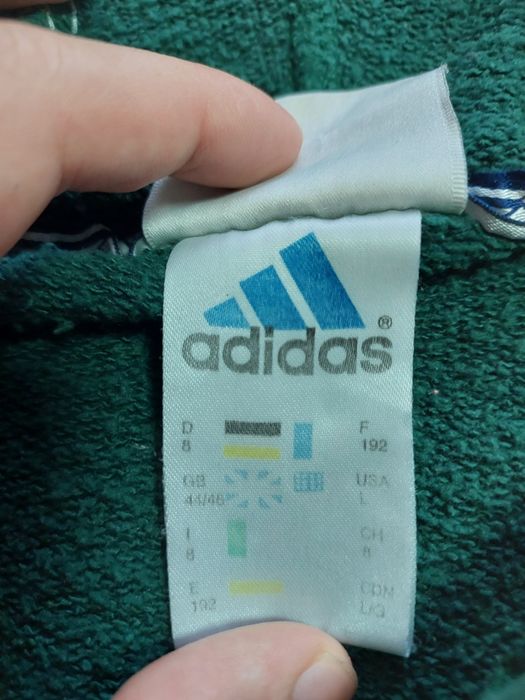 adidas®
D F
8 192
GB USA
44/46 L
I CH
8 8
E CDN
192 L/G